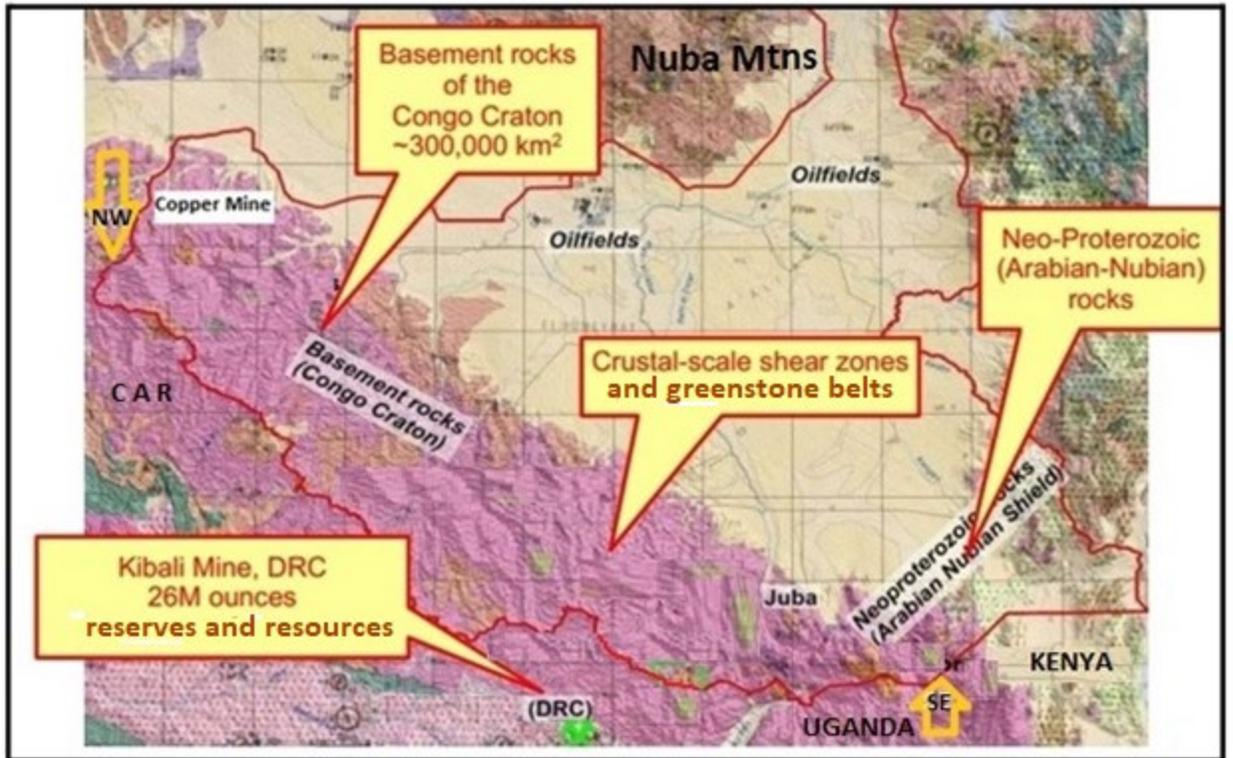 Basement rocks
of the
Congo Craton
~300,000 km²
Nuba Mtns
Oilfields
NW
Copper Mine
Oilfields
Neo-Proterozoic
(Arabian-Nubian)
rocks
Basement rocks
(Congo Craton)
Crustal-scale shear zones
and greenstone belts
CAR
Neoproterozoic rocks
(Arabian Nubian Shield)
Kibali Mine, DRC
26M ounces
reserves and resources
Juba
KENYA
(DRC)
SE
UGANDA